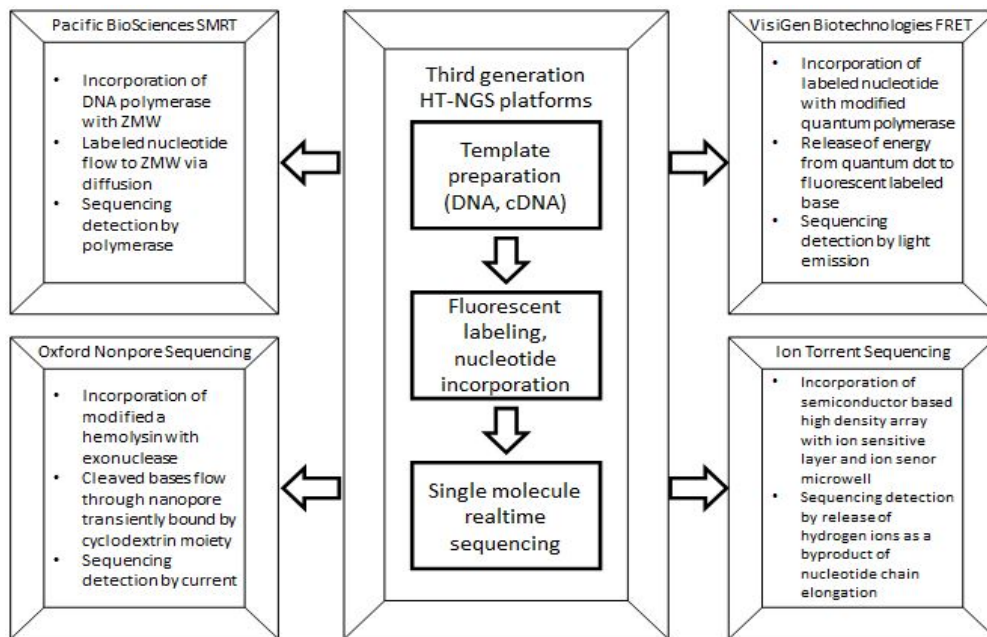 Pacific BioSciences SMRT
• Incorporation of
DNA polymerase
with ZMW
• Labeled nucleotide
flow to ZMW via
diffusion
• Sequencing
detection by
polymerase
Oxford Nonpore Sequencing
• Incorporation of
modified a
hemolysin with
exonuclease
• Cleaved bases flow
through nanopore
transiently bound by
cyclodextrin moiety
• Sequencing
detection by current
Third generation
HT-NGS platforms
Template
preparation
(DNA, cDNA)
Fluorescent
labeling,
nucleotide
incorporation
Single molecule
realtime
sequencing
VisiGen Biotechnologies FRET
• Incorporation of
labeled nucleotide
with modified
quantum polymerase
• Release of energy
from quantum dot to
fluorescent labeled
base
• Sequencing
detection by light
emission
Ion Torrent Sequencing
• Incorporation of
semiconductor based
high density array
with ion sensitive
layer and ion senor
microwell
• Sequencing detection
by release of
hydrogen ions as a
byproduct of
nucleotide chain
elongation